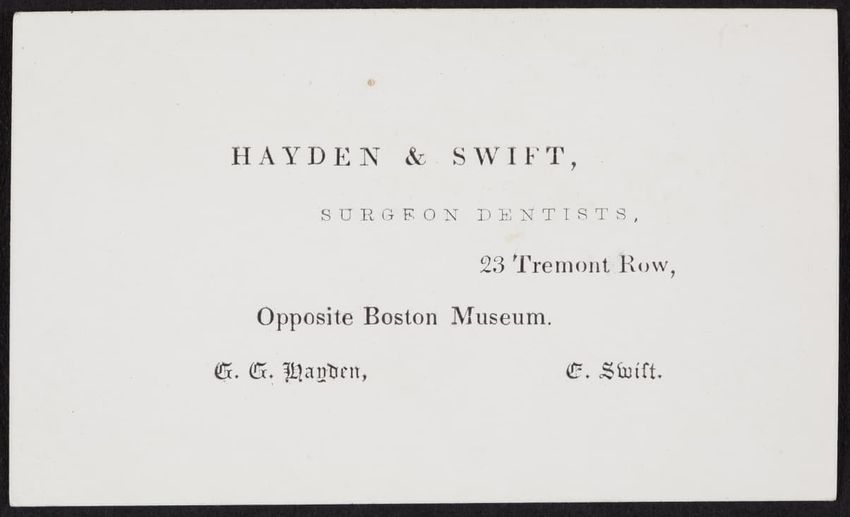 HAYDEN & SWIFT,
SURGEON DENTISTS,
23 Tremont Row,
Opposite Boston Museum.
G. G. Hayden, E. Swift.